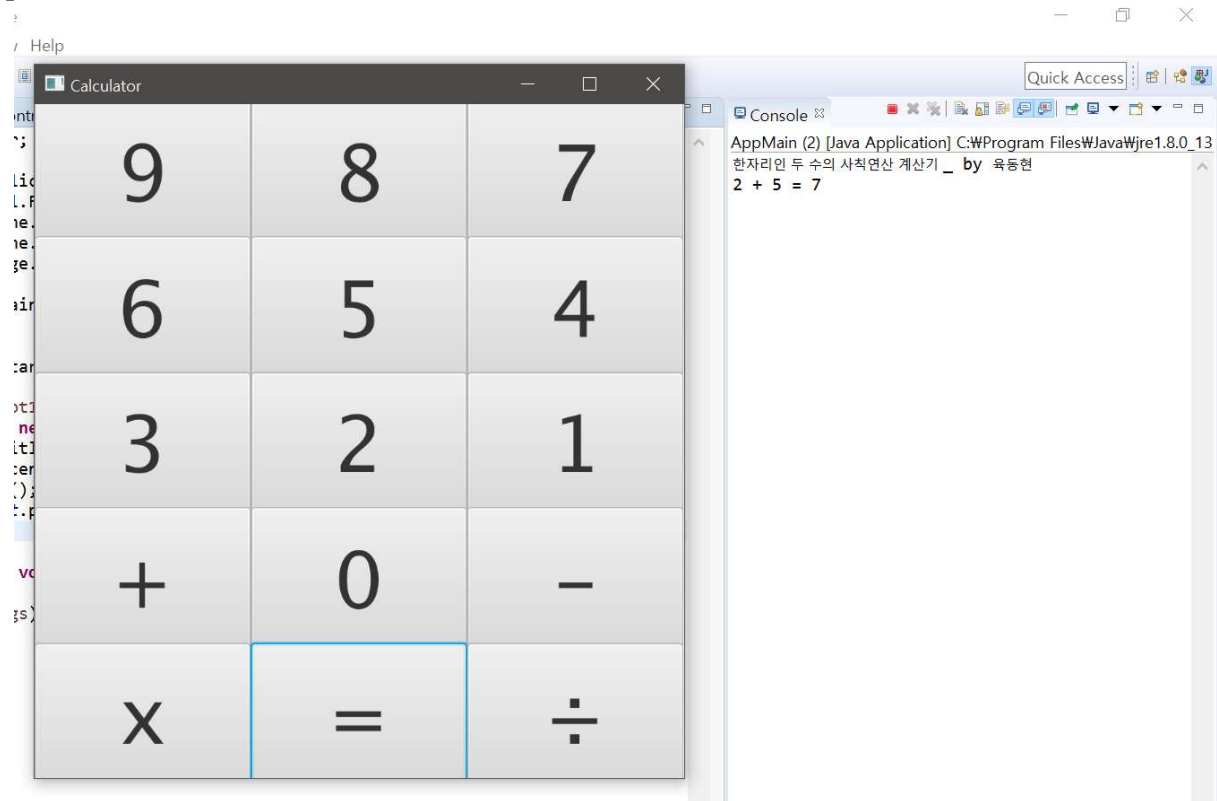 Help
Quick Access
Calculator
Console
AppMain (2) [Java Application] C:₩Program Files₩Java₩jre1.8.0_13
한자리인 두 수의 사칙연산 계산기 _ by 육동현
2 + 5 = 7
9 8 7
6 5 4
3 2 1
+ 0 -
x = ÷